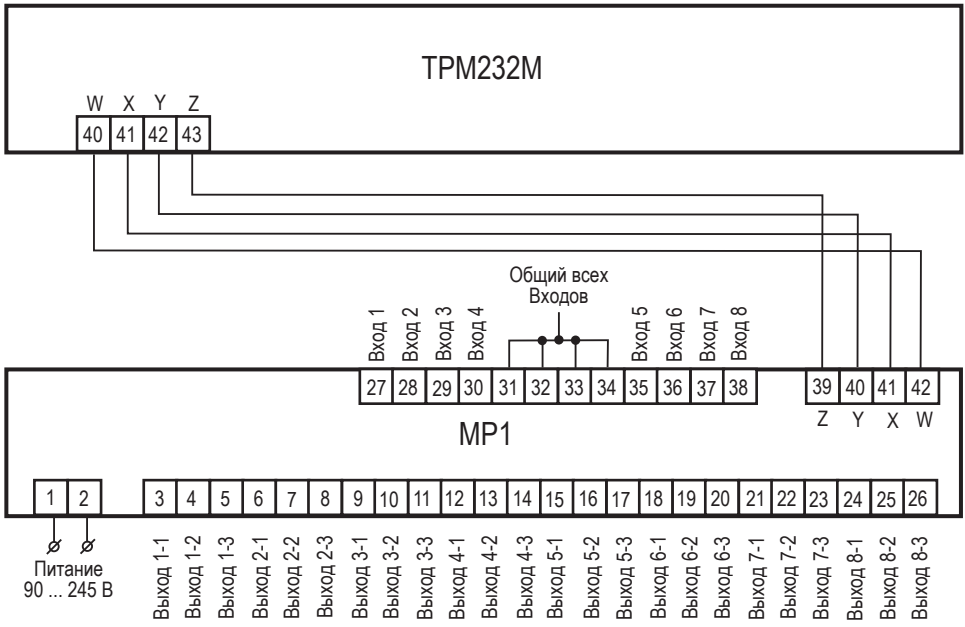 ТРМ232М
W X Y Z
40 41 42 43
Общий всех
Входов
Вход 1
Вход 2
Вход 3
Вход 4
Вход 5
Вход 6
Вход 7
Вход 8
27 28 29 30 31 32 33 34 35 36 37 38
39 40 41 42
Z Y X W
МР1
1 2
3 4 5 6 7 8 9 10 11 12 13 14 15 16 17 18 19 20 21 22 23 24 25 26
Питание
90 ... 245 В
Выход 1-1
Выход 1-2
Выход 1-3
Выход 2-1
Выход 2-2
Выход 2-3
Выход 3-1
Выход 3-2
Выход 3-3
Выход 4-1
Выход 4-2
Выход 4-3
Выход 5-1
Выход 5-2
Выход 5-3
Выход 6-1
Выход 6-2
Выход 6-3
Выход 7-1
Выход 7-2
Выход 7-3
Выход 8-1
Выход 8-2
Выход 8-3